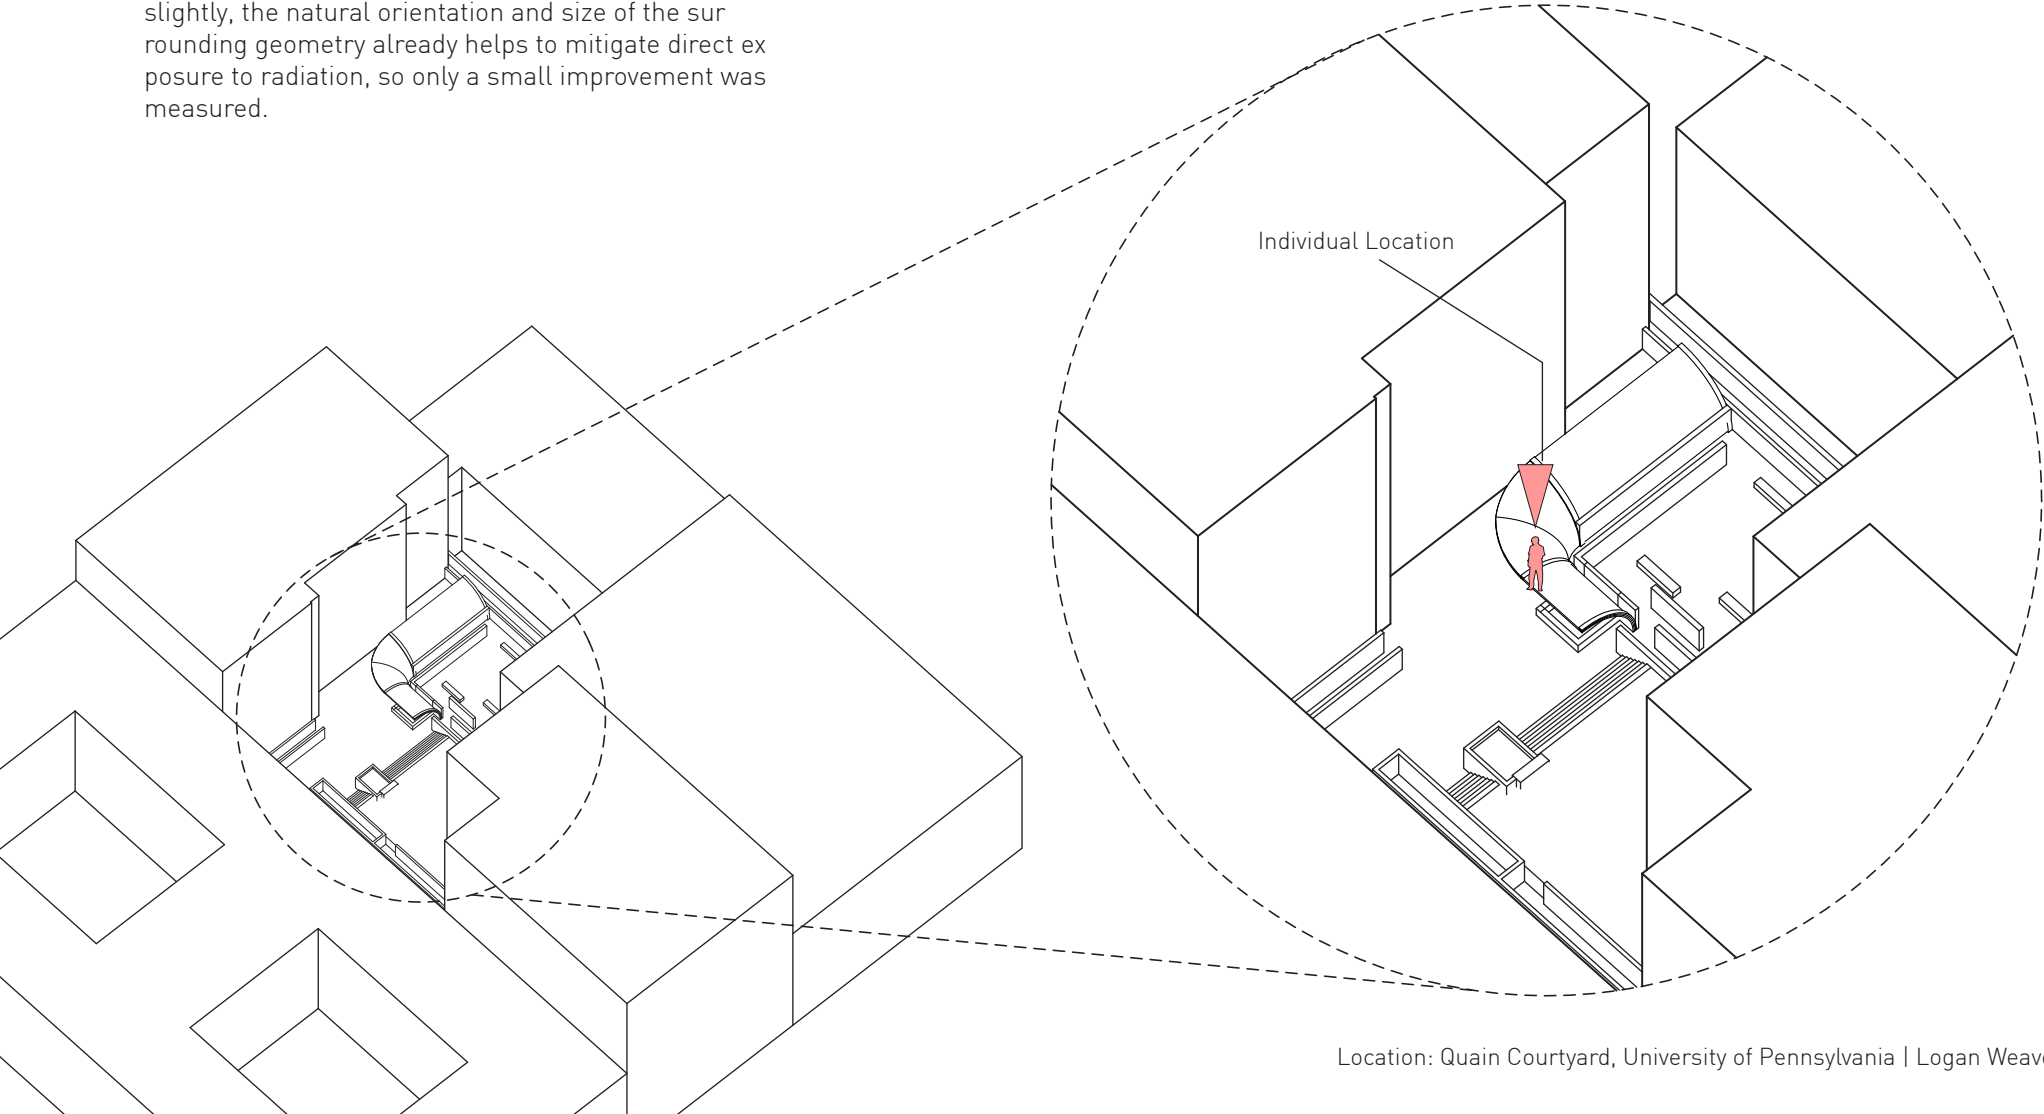 slightly, the natural orientation and size of the sur
rounding geometry already helps to mitigate direct ex
posure to radiation, so only a small improvement was
measured.
Individual Location
Location: Quain Courtyard, University of Pennsylvania | Logan Weav